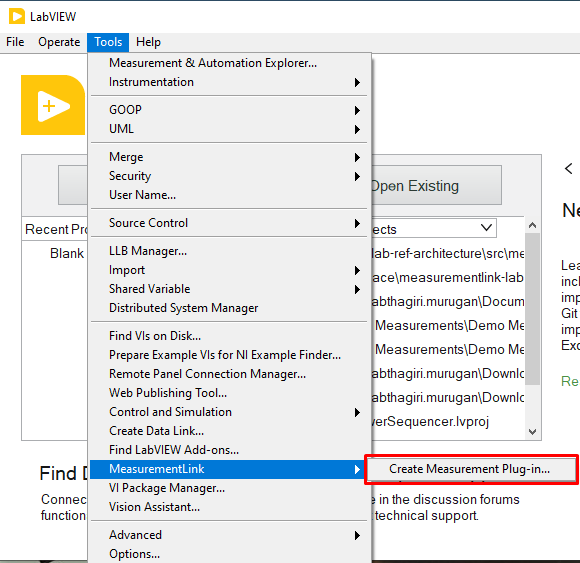 LabVIEW
File Operate Tools Help
Measurement & Automation Explorer...
Instrumentation
GOOP
UML
Merge
Security
User Name...
Source Control
LLB Manager...
Import
Shared Variable
Distributed System Manager
Find VIs on Disk...
Prepare Example VIs for NI Example Finder...
Remote Panel Connection Manager...
Web Publishing Tool...
Control and Simulation
Create Data Link...
Find LabVIEW Add-ons...
MeasurementLink
VI Package Manager...
Vision Assistant...
Advanced
Options...
Create Measurement Plug-in...
Open Existing
Recent Pro
ects
Blank
lab-ref-architecture\src\me
ace\measurementlink-lab
abthagiri.murugan\Docum
Measurements\Demo Me
Measurements\Demo Me
abthagiri.murugan\Downlo
abthagiri.murugan\Downlo
werSequencer.lvproj
Find D
Connec
function
e in the discussion forums
technical support.
Ne
Lea
inclu
imp
Git
imp
Exc
Re